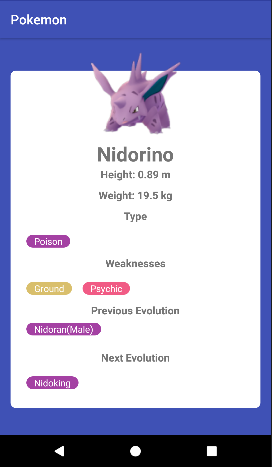 Pokemon
Nidorino
Height: 0.89 m
Weight: 19.5 kg
Type
Poison
Weaknesses
Ground Psychic
Previous Evolution
Nidoran(Male)
Next Evolution
Nidoking